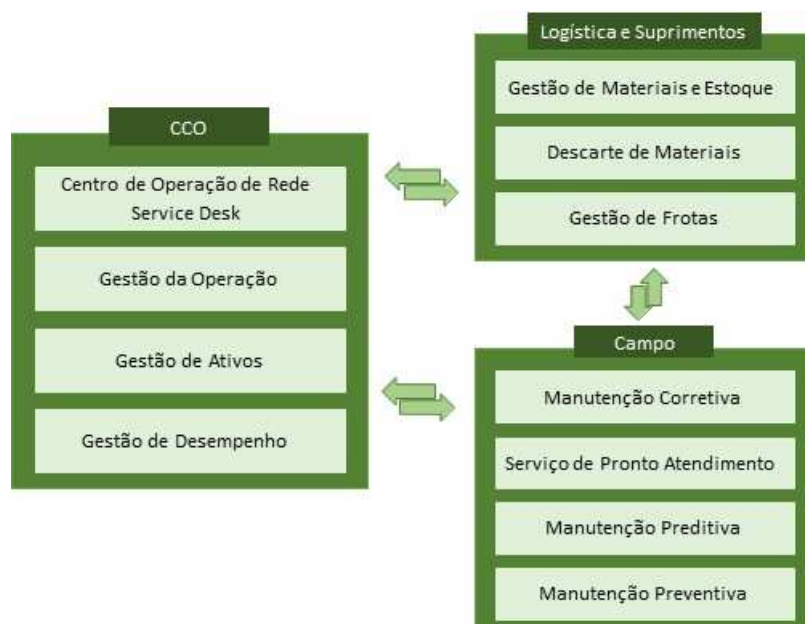 CCO
Centro de Operação de Rede
Service Desk
Gestão da Operação
Gestão de Ativos
Gestão de Desempenho
Logística e Suprimentos
Gestão de Materiais e Estoque
Descarte de Materiais
Gestão de Frotas
Campo
Manutenção Corretiva
Serviço de Pronto Atendimento
Manutenção Preditiva
Manutenção Preventiva